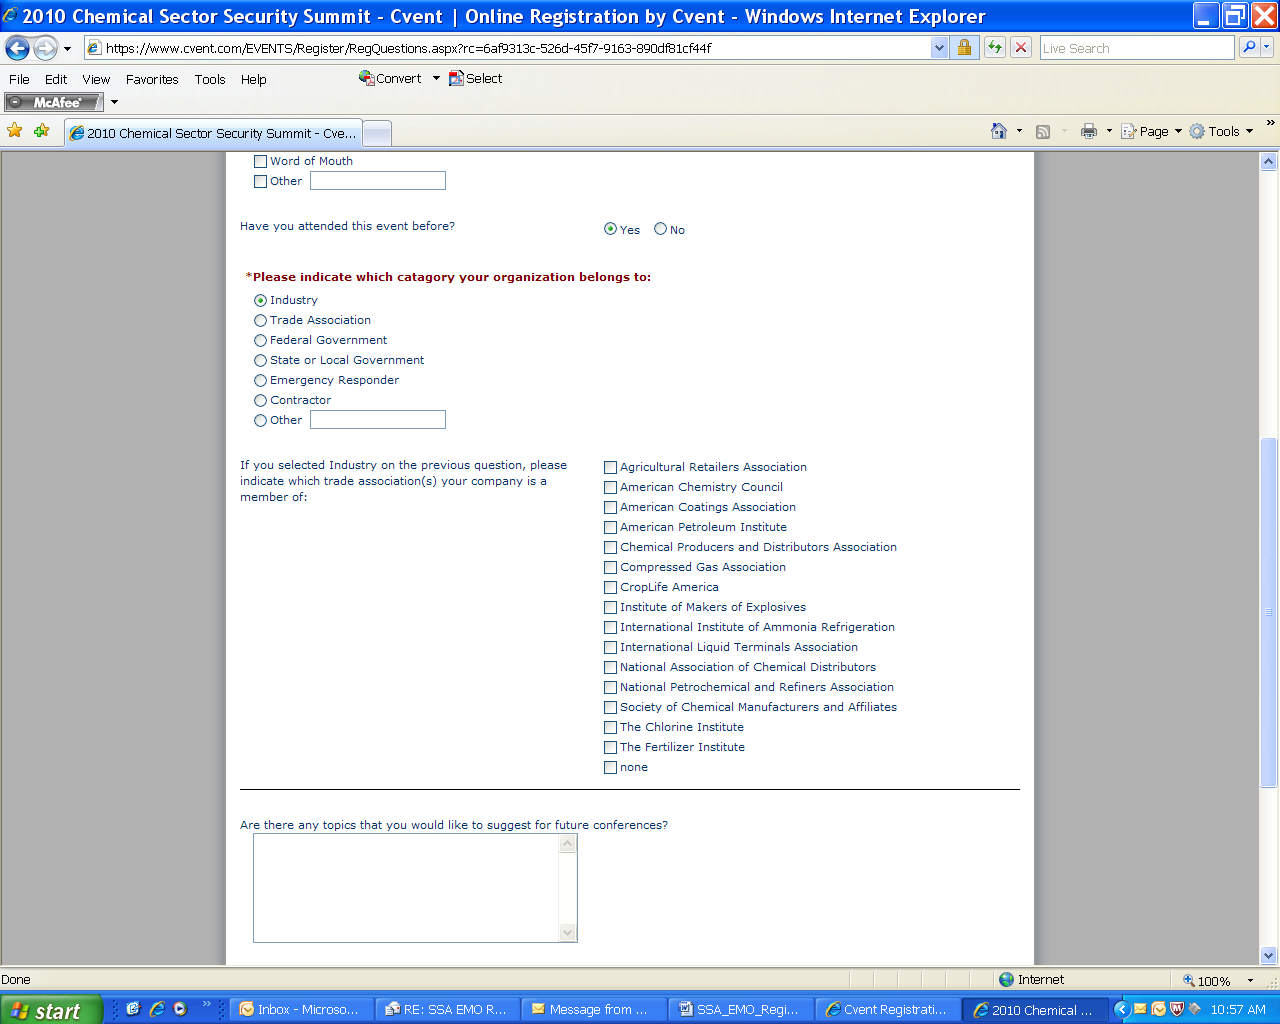 2010 Chemical Sector Security Summit - Cvent | Online Registration by Cvent - Windows Internet Explorer
https://www.cvent.com/EVENTS/Register/RegQuestions.aspx?rc=6af9313c-526d-45f7-9163-890df81cf44f
Live Search
File Edit View Favorites Tools Help Convert Select
McAfee
2010 Chemical Sector Security Summit - Cve...
Page Tools
Word of Mouth
Other
Have you attended this event before? Yes No
*Please indicate which catagory your organization belongs to:
Industry
Trade Association
Federal Government
State or Local Government
Emergency Responder
Contractor
Other
If you selected Industry on the previous question, please
indicate which trade association(s) your company is a
member of:
Agricultural Retailers Association
American Chemistry Council
American Coatings Association
American Petroleum Institute
Chemical Producers and Distributors Association
Compressed Gas Association
CropLife America
Institute of Makers of Explosives
International Institute of Ammonia Refrigeration
International Liquid Terminals Association
National Association of Chemical Distributors
National Petrochemical and Refiners Association
Society of Chemical Manufacturers and Affiliates
The Chlorine Institute
The Fertilizer Institute
none
Are there any topics that you would like to suggest for future conferences?
Done Internet 100%
start Inbox - Microso... RE: SSA EMO R... Message from ... SSA_EMO_Regi... Cvent Registrati... 2010 Chemical ... 10:57 AM